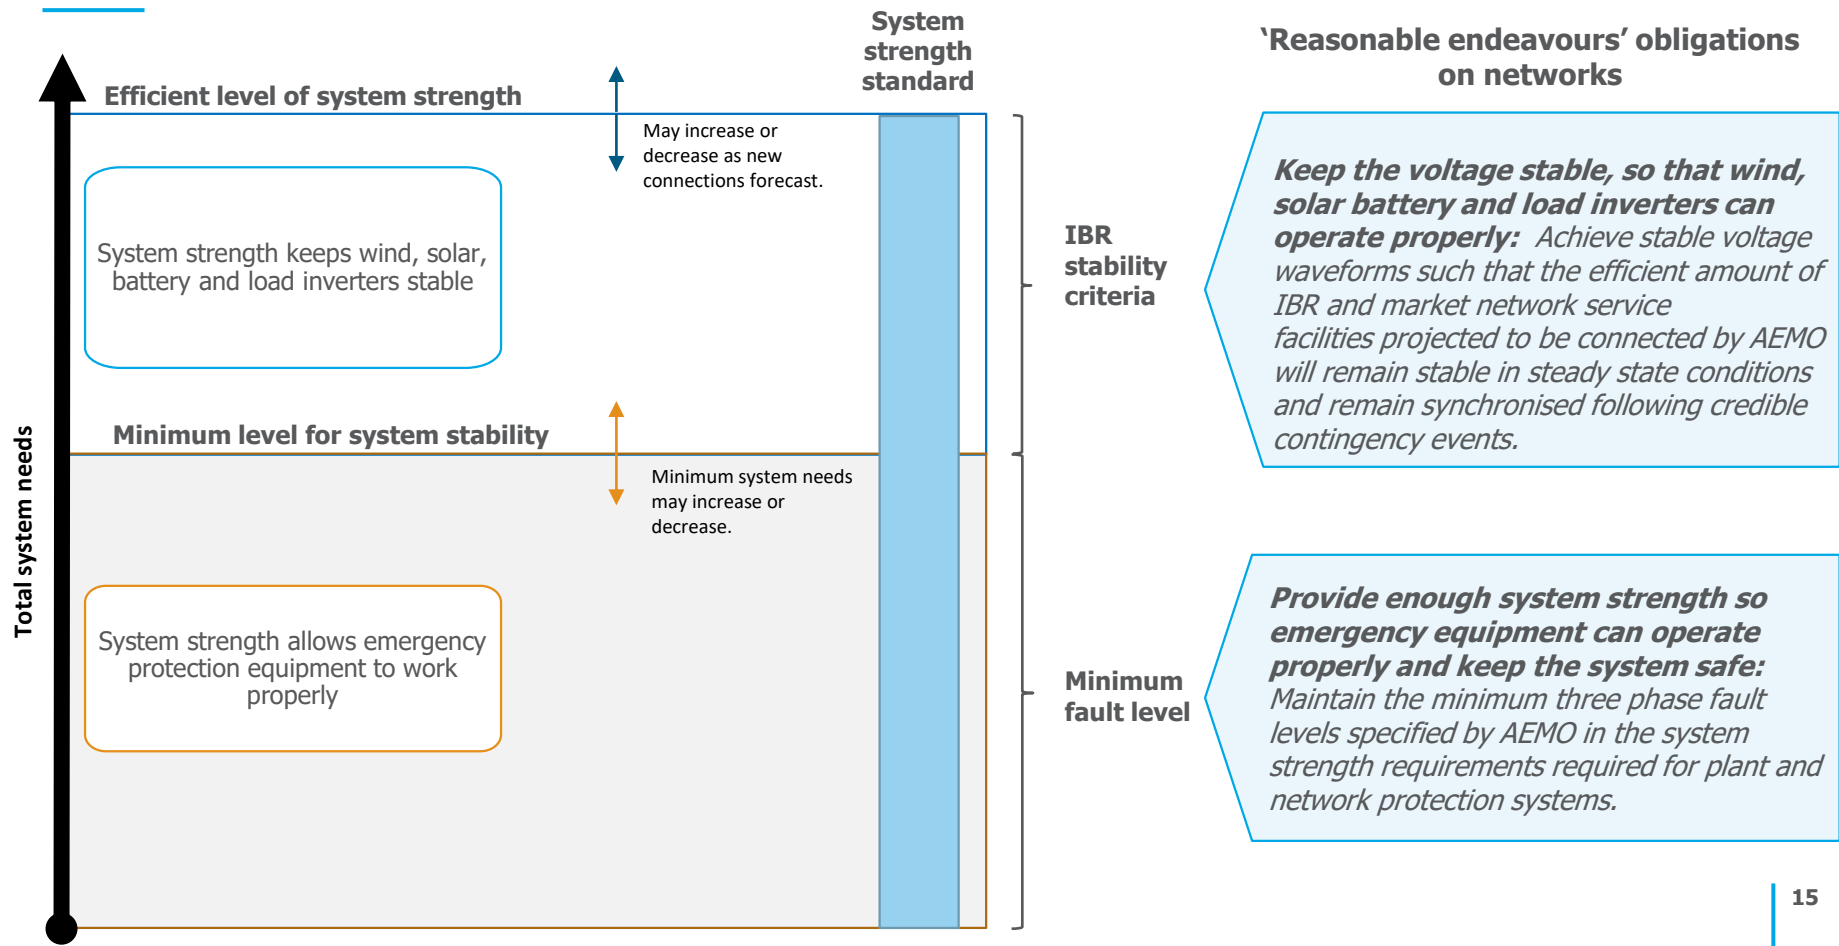 System
strength
standard
‘Reasonable endeavours’ obligations
on networks
Efficient level of system strength
May increase or
decrease as new
connections forecast.
System strength keeps wind, solar,
battery and load inverters stable
IBR
stability
criteria
Keep the voltage stable, so that wind,
solar battery and load inverters can
operate properly: Achieve stable voltage
waveforms such that the efficient amount of
IBR and market network service
facilities projected to be connected by AEMO
will remain stable in steady state conditions
and remain synchronised following credible
contingency events.
Total system needs
Minimum level for system stability
Minimum system needs
may increase or
decrease.
System strength allows emergency
protection equipment to work
properly
Minimum
fault level
Provide enough system strength so
emergency equipment can operate
properly and keep the system safe:
Maintain the minimum three phase fault
levels specified by AEMO in the system
strength requirements required for plant and
network protection systems.
15